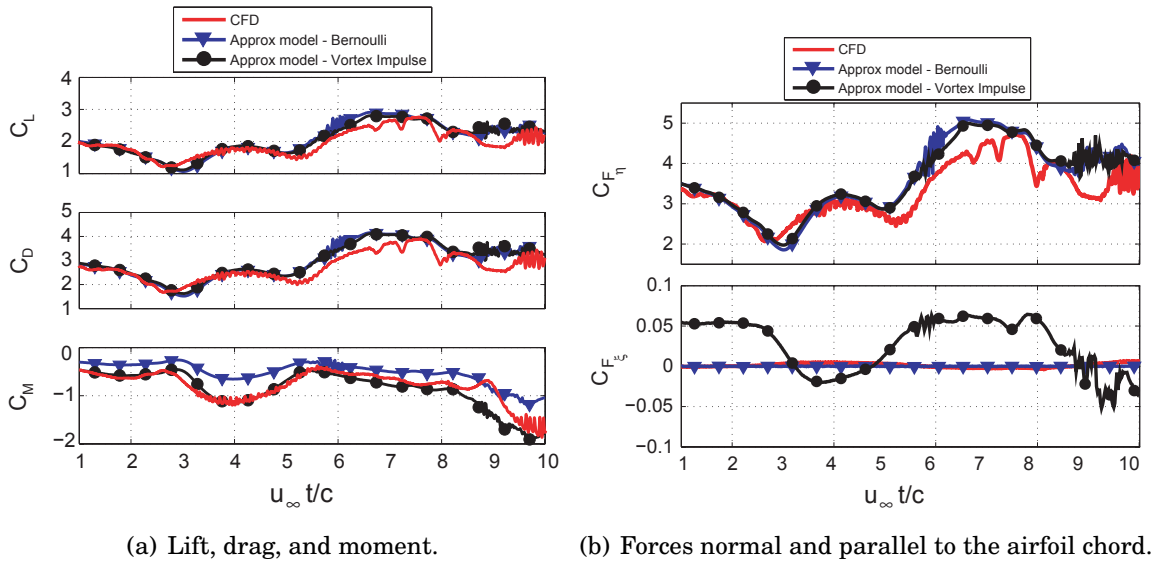 CFD
Approx model - Bernoulli
Approx model - Vortex Impulse
C_L
4
3
2
1
C_D
5
4
3
2
1
C_M
0
−1
−2
1 2 3 4 5 6 7 8 9 10
u_∞ t/c
(a) Lift, drag, and moment.
CFD
Approx model - Bernoulli
Approx model - Vortex Impulse
C_{F_η}
5
4
3
2
C_{F_ξ}
0.1
0.05
0
−0.05
−0.1
1 2 3 4 5 6 7 8 9 10
u_∞ t/c
(b) Forces normal and parallel to the airfoil chord.